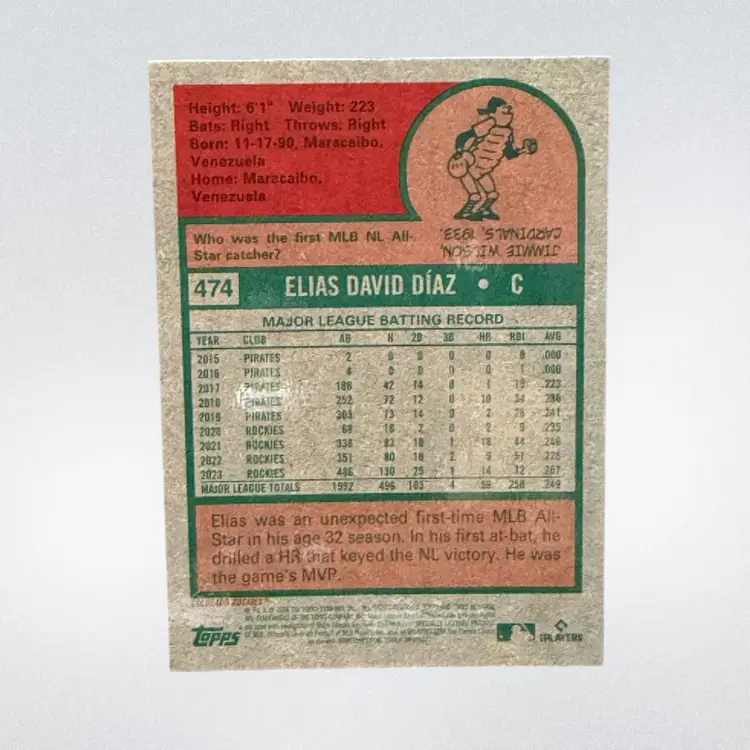 Height: 6'1" Weight: 223
Bats: Right Throws: Right
Born: 11-17-90, Maracaibo,
Venezuela
Home: Maracaibo,
Venezuela
Who was the first MLB NL All-
Star catcher?
JIMMIE WILSON,
CARDINALS, 1933.
474 ELIAS DAVID DÍAZ • C
MAJOR LEAGUE BATTING RECORD
YEAR CLUB AB H 2B 3B HR RBI AVG
2015 PIRATES 2 0 0 0 0 0 .000
2016 PIRATES 4 0 0 0 0 1 .000
2017 PIRATES 188 42 14 0 1 19 .223
2018 PIRATES 252 72 12 0 10 34 .286
2019 PIRATES 303 73 14 0 2 28 .241
2020 ROCKIES 68 16 2 0 2 9 .235
2021 ROCKIES 338 83 18 1 18 44 .246
2022 ROCKIES 351 80 18 2 9 51 .228
2023 ROCKIES 486 130 25 1 14 72 .267
MAJOR LEAGUE TOTALS 1992 496 103 4 56 258 .249
Elias was an unexpected first-time MLB All-
Star in his age 32 season. In his first at-bat, he
drilled a HR that keyed the NL victory. He was
the game's MVP.
COLORADO ROCKIES™
Topps
PLAYERS